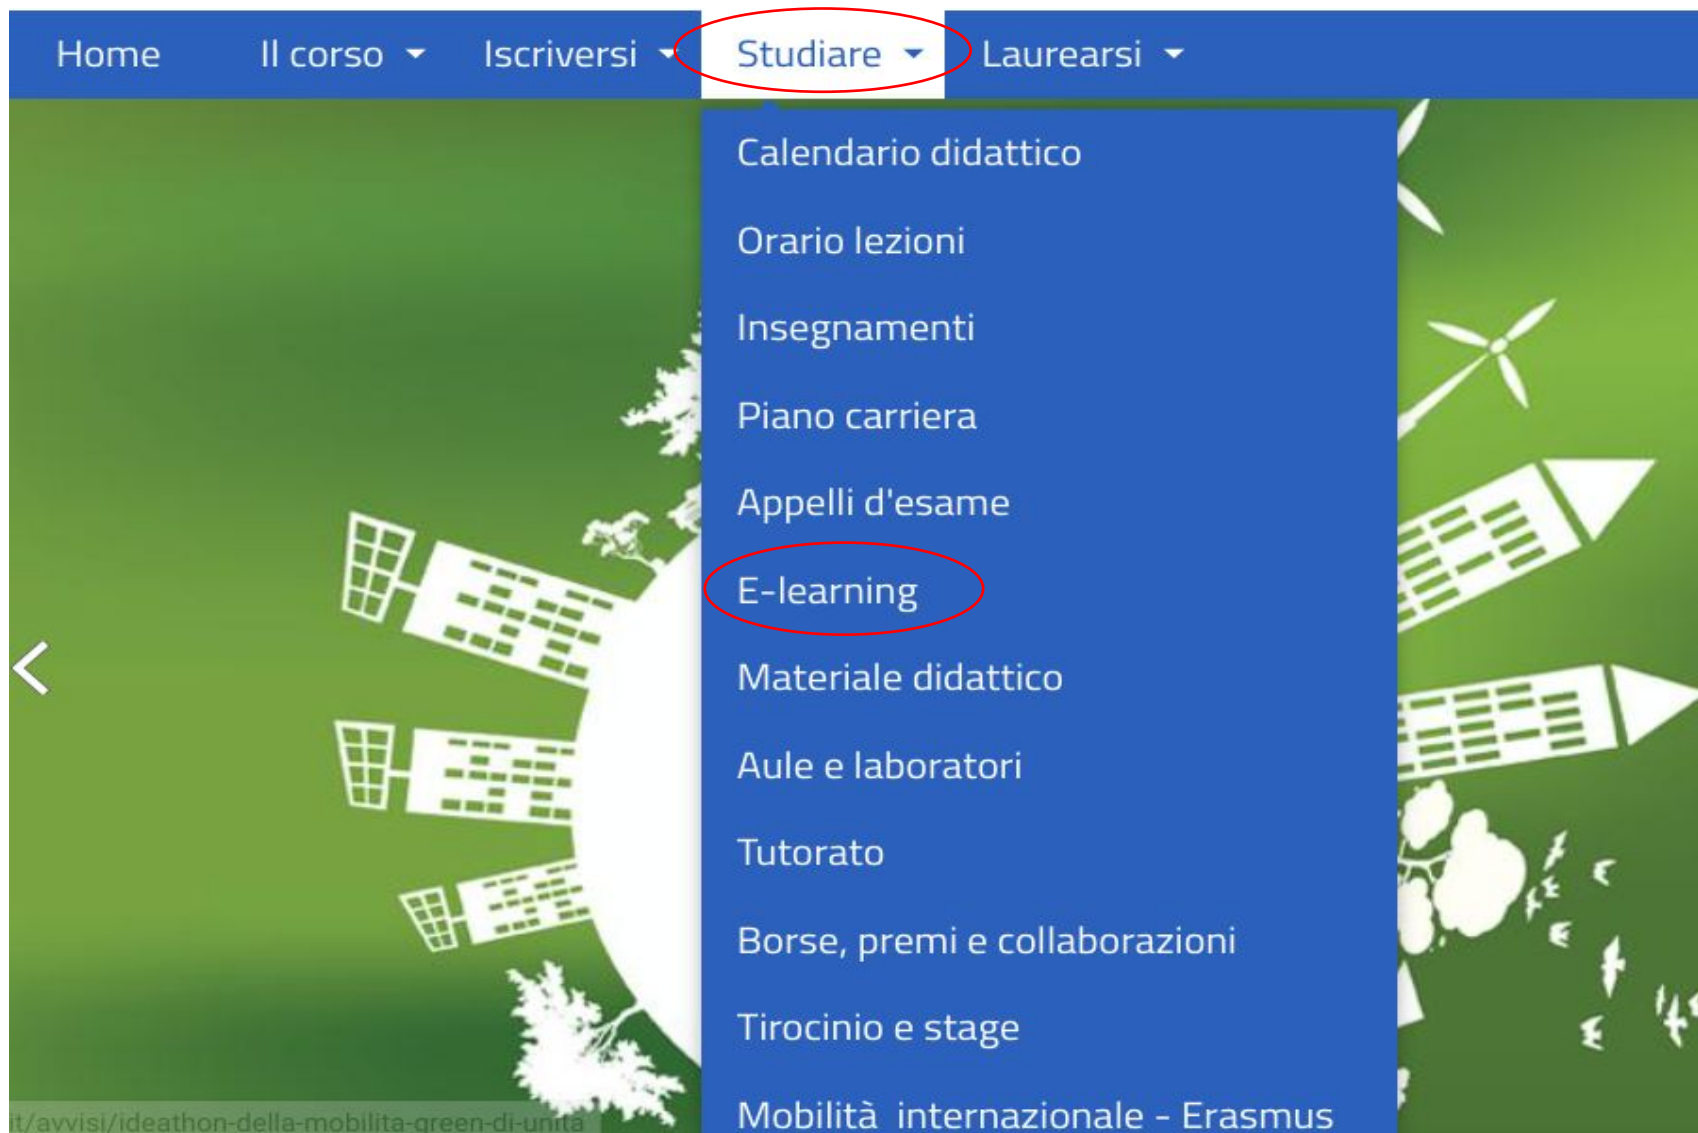 Home Il corso Iscriversi Studiare Laurearsi
Calendario didattico
Orario lezioni
Insegnamenti
Piano carriera
Appelli d'esame
E-learning
Materiale didattico
Aule e laboratori
Tutorato
Borse, premi e collaborazioni
Tirocinio e stage
Mobilità internazionale - Erasmus
it/avvisi/ideathon-della-mobilita-green-di-unita